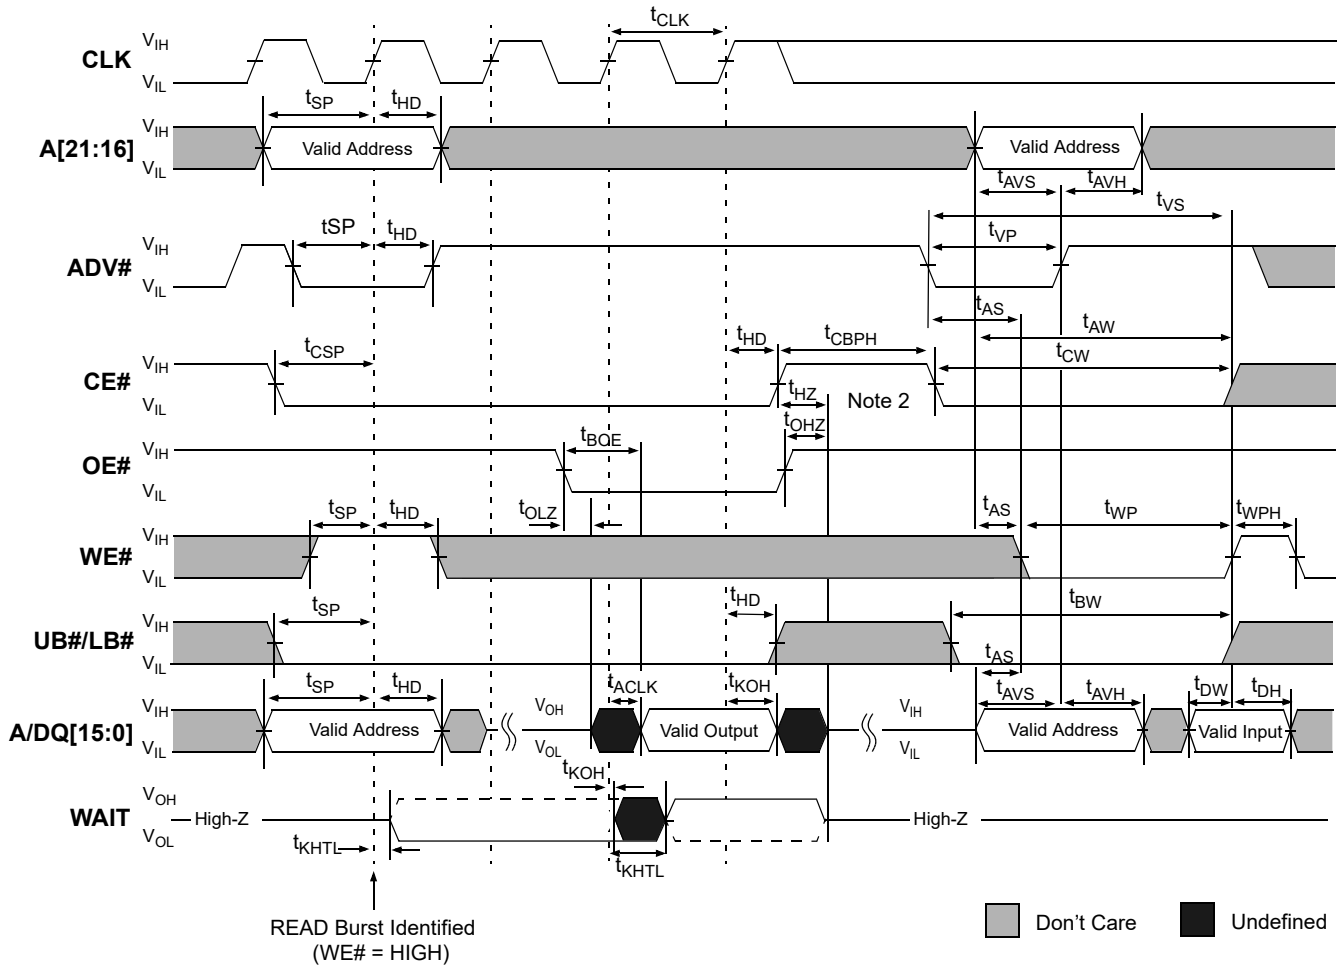 tCLK
CLK
VIH
VIL
tSP
tHD
A[21:16]
VIH
VIL
Valid Address
Valid Address
tAVS
tAVH
tVS
ADV#
VIH
VIL
tSP
tHD
tVP
tAS
tAW
CE#
VIH
VIL
tCSP
tHD
tCBPH
tCW
tHZ
Note 2
tOHZ
OE#
VIH
VIL
tBOE
tOLZ
WE#
VIH
VIL
tSP
tHD
tAS
tWP
tWPH
UB#/LB#
VIH
VIL
tSP
tHD
tBW
tAS
A/DQ[15:0]
VIH
VIL
tSP
tHD
Valid Address
VOH
VOL
tACLK
tKOH
Valid Output
VIH
VIL
tAVS
tAVH
Valid Address
tDW
tDH
Valid Input
WAIT
VOH
VOL
High-Z
tKHTL
tKOH
tKHTL
High-Z
READ Burst Identified
(WE# = HIGH)
Don't Care
Undefined